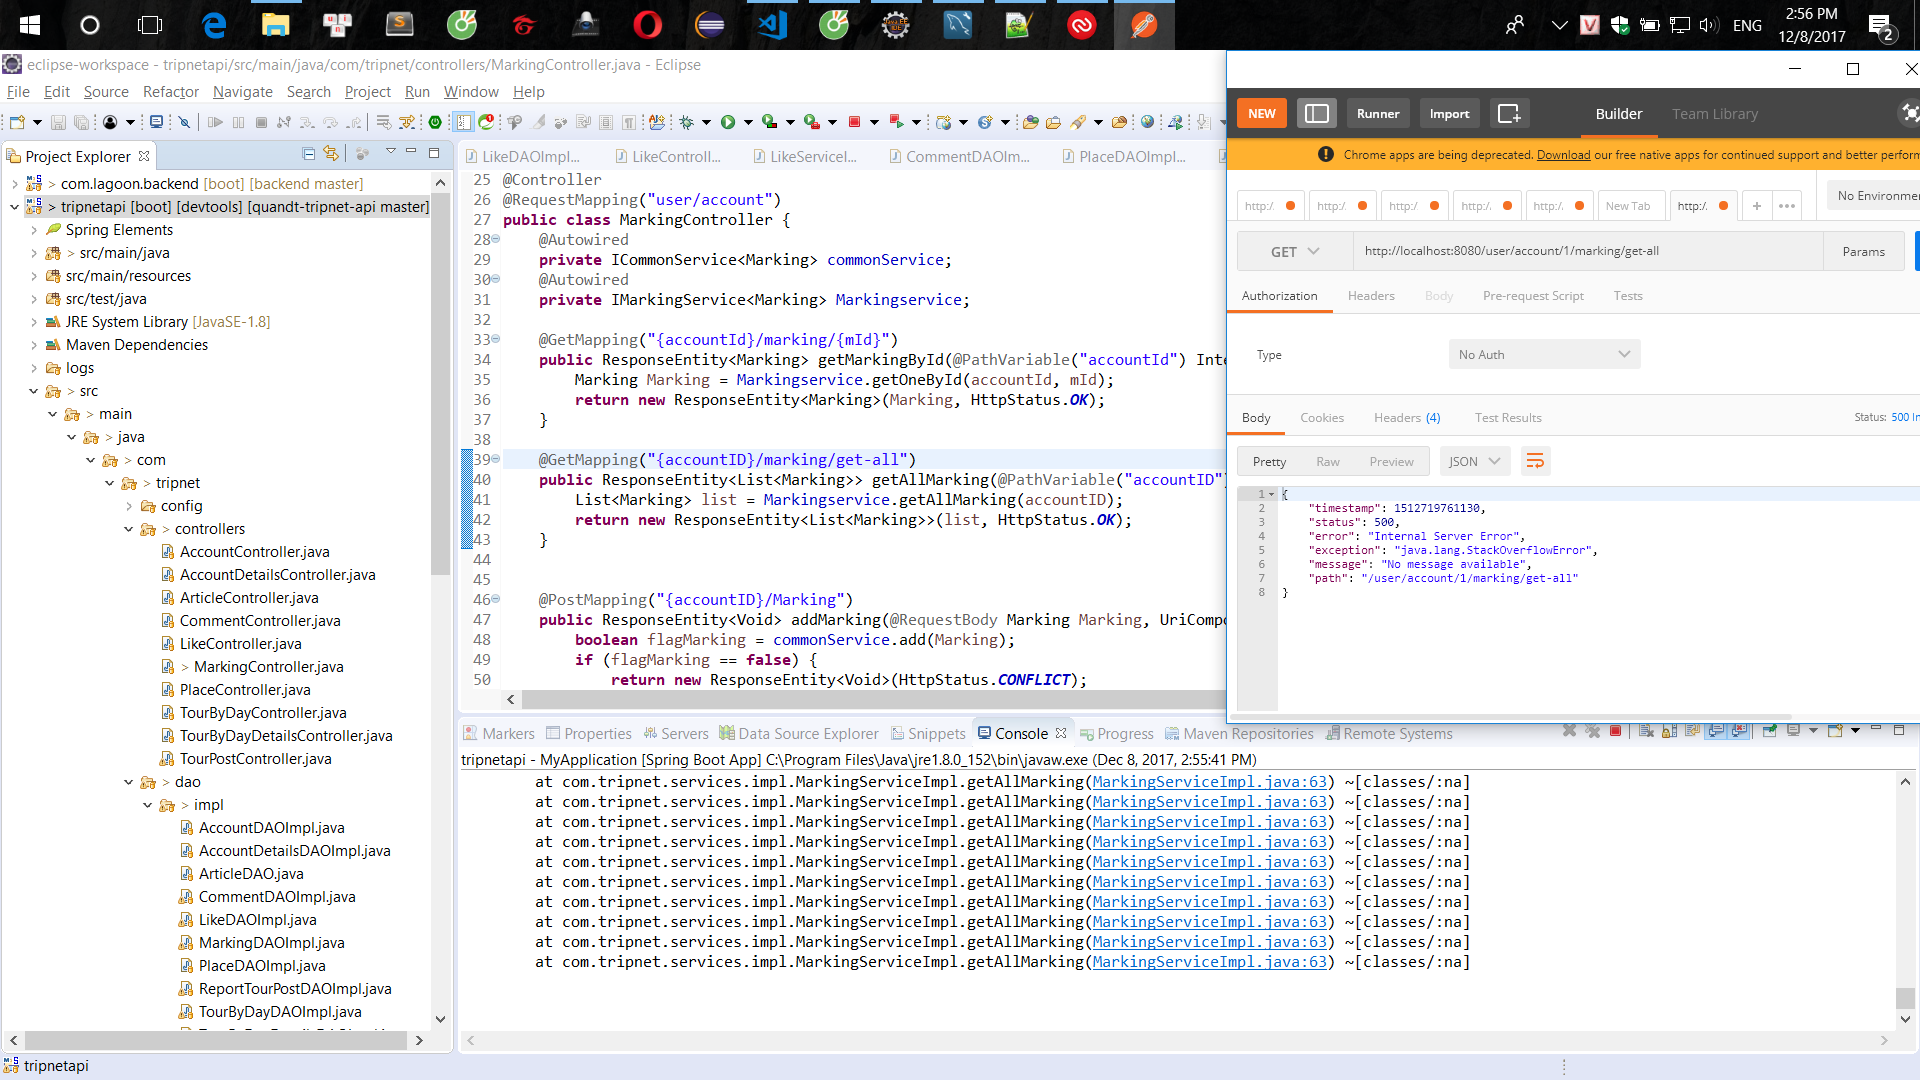 ENG
2:56 PM
12/8/2017
2
eclipse-workspace - tripnetapi/src/main/java/com/tripnet/controllers/MarkingController.java - Eclipse
File Edit Source Refactor Navigate Search Project Run Window Help
Project Explorer
> com.lagoon.backend [boot] [backend master]
> tripnetapi [boot] [devtools] [quandt-tripnet-api master]
Spring Elements
> src/main/java
src/main/resources
src/test/java
JRE System Library [JavaSE-1.8]
Maven Dependencies
logs
> src
> main
> java
> com
> tripnet
config
> controllers
AccountController.java
AccountDetailsController.java
ArticleController.java
CommentController.java
LikeController.java
> MarkingController.java
PlaceController.java
TourByDayController.java
TourByDayDetailsController.java
TourPostController.java
> dao
> impl
AccountDAOImpl.java
AccountDetailsDAOImpl.java
ArticleDAO.java
CommentDAOImpl.java
LikeDAOImpl.java
MarkingDAOImpl.java
PlaceDAOImpl.java
ReportTourPostDAOImpl.java
TourByDayDAOImpl.java
tripnetapi
LikeDAOImpl... LikeControll... LikeServiceI... CommentDAOIm... PlaceDAOImpl...
25 @Controller
26 @RequestMapping("user/account")
27 public class MarkingController {
28 @Autowired
29 private ICommonService<Marking> commonService;
30 @Autowired
31 private IMarkingService<Marking> Markingservice;
32
33 @GetMapping("{accountId}/marking/{mId}")
34 public ResponseEntity<Marking> getMarkingById(@PathVariable("accountId") Inte
35 Marking Marking = Markingservice.getOneById(accountId, mId);
36 return new ResponseEntity<Marking>(Marking, HttpStatus.OK);
37 }
38
39 @GetMapping("{accountID}/marking/get-all")
40 public ResponseEntity<List<Marking>> getAllMarking(@PathVariable("accountID")
41 List<Marking> list = Markingservice.getAllMarking(accountID);
42 return new ResponseEntity<List<Marking>>(list, HttpStatus.OK);
43 }
44
45
46 @PostMapping("{accountID}/Marking")
47 public ResponseEntity<Void> addMarking(@RequestBody Marking Marking, UriCompo
48 boolean flagMarking = commonService.add(Marking);
49 if (flagMarking == false) {
50 return new ResponseEntity<Void>(HttpStatus.CONFLICT);
NEW Runner Import Builder Team Library
Chrome apps are being deprecated. Download our free native apps for continued support and better perform
http:/. http:/. http:/. http:/. http:/. New Tab http:/. + ••• No Environmen
GET http://localhost:8080/user/account/1/marking/get-all Params
Authorization Headers Body Pre-request Script Tests
Type No Auth
Body Cookies Headers (4) Test Results Status: 500 In
Pretty Raw Preview JSON
1 {
2 "timestamp": 1512719761130,
3 "status": 500,
4 "error": "Internal Server Error",
5 "exception": "java.lang.StackOverflowError",
6 "message": "No message available",
7 "path": "/user/account/1/marking/get-all"
8 }
Markers Properties Servers Data Source Explorer Snippets Console Progress Maven Repositories Remote Systems
tripnetapi - MyApplication [Spring Boot App] C:\Program Files\Java\jre1.8.0_152\bin\javaw.exe (Dec 8, 2017, 2:55:41 PM)
at com.tripnet.services.impl.MarkingServiceImpl.getAllMarking(MarkingServiceImpl.java:63) ~[classes/:na]
at com.tripnet.services.impl.MarkingServiceImpl.getAllMarking(MarkingServiceImpl.java:63) ~[classes/:na]
at com.tripnet.services.impl.MarkingServiceImpl.getAllMarking(MarkingServiceImpl.java:63) ~[classes/:na]
at com.tripnet.services.impl.MarkingServiceImpl.getAllMarking(MarkingServiceImpl.java:63) ~[classes/:na]
at com.tripnet.services.impl.MarkingServiceImpl.getAllMarking(MarkingServiceImpl.java:63) ~[classes/:na]
at com.tripnet.services.impl.MarkingServiceImpl.getAllMarking(MarkingServiceImpl.java:63) ~[classes/:na]
at com.tripnet.services.impl.MarkingServiceImpl.getAllMarking(MarkingServiceImpl.java:63) ~[classes/:na]
at com.tripnet.services.impl.MarkingServiceImpl.getAllMarking(MarkingServiceImpl.java:63) ~[classes/:na]
at com.tripnet.services.impl.MarkingServiceImpl.getAllMarking(MarkingServiceImpl.java:63) ~[classes/:na]
at com.tripnet.services.impl.MarkingServiceImpl.getAllMarking(MarkingServiceImpl.java:63) ~[classes/:na]